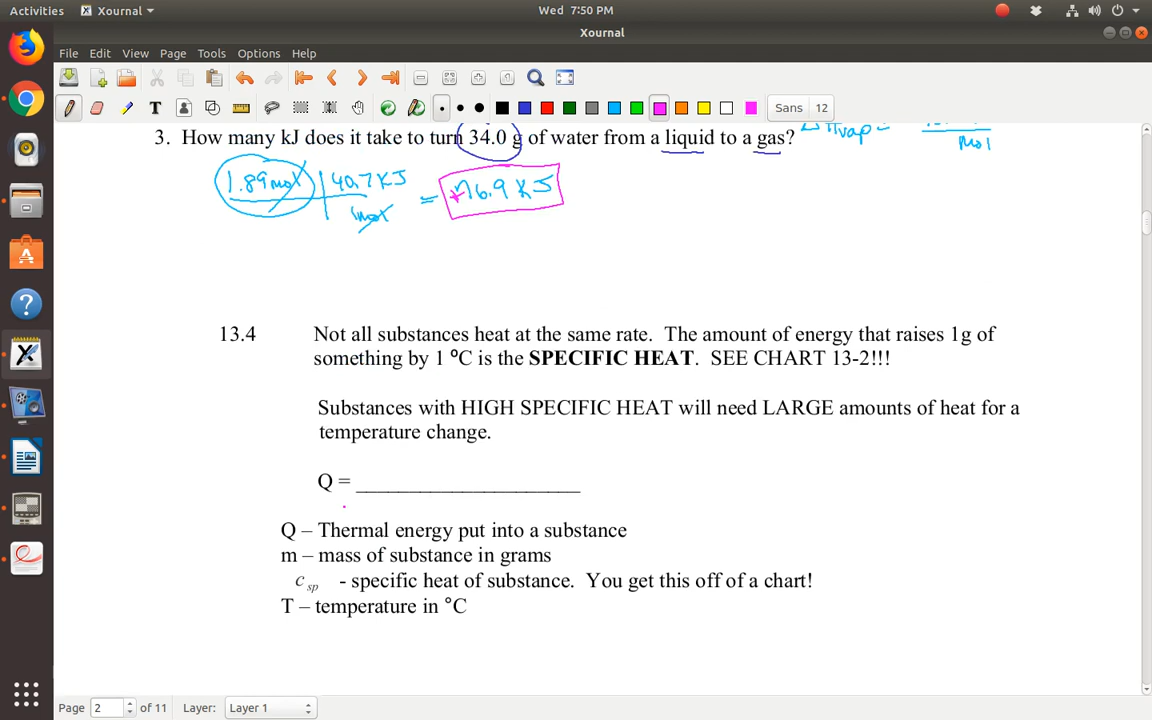 Activities Xournal Wed 7:50 PM
Xournal
File Edit View Page Tools Options Help
Sans 12
3. How many kJ does it take to turn 34.0 g of water from a liquid to a gas?
mol
1.89 mol 40.7 KJ = +76.9 KJ
1mol
13.4 Not all substances heat at the same rate. The amount of energy that raises 1g of
something by 1 °C is the SPECIFIC HEAT. SEE CHART 13-2!!!
Substances with HIGH SPECIFIC HEAT will need LARGE amounts of heat for a
temperature change.
Q = ______________________
Q – Thermal energy put into a substance
m – mass of substance in grams
c sp - specific heat of substance. You get this off of a chart!
T – temperature in °C
Page 2 of 11 Layer: Layer 1